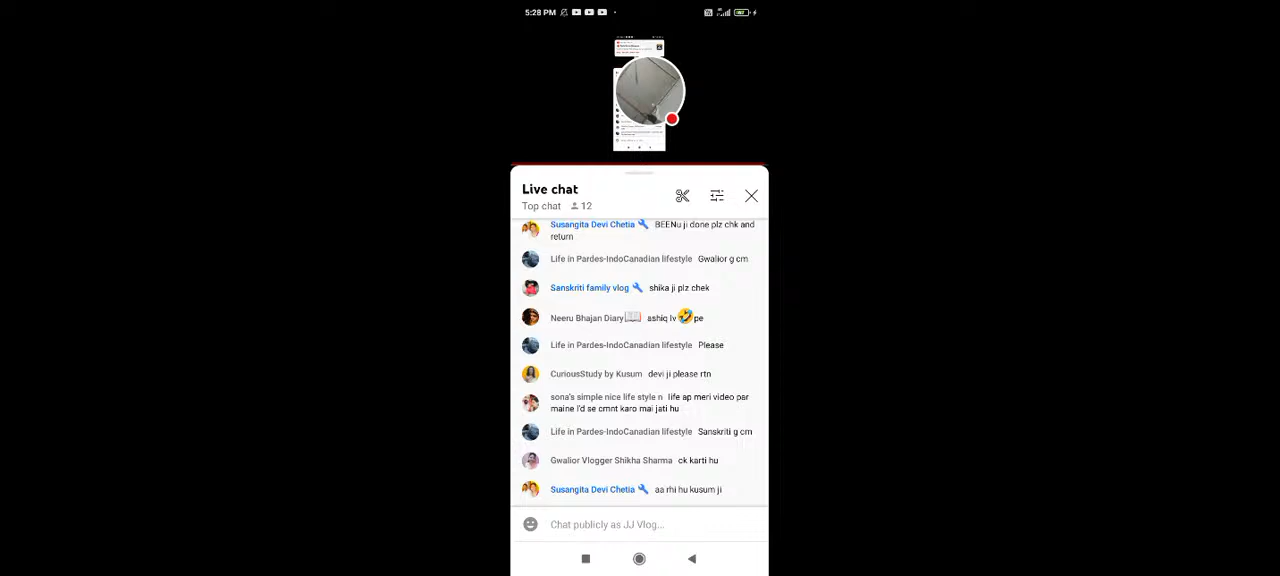 5:28 PM
Live chat
Top chat 12
Susangita Devi Chetia BEENu ji done plz chk and
return
Life in Pardes-IndoCanadian lifestyle Gwalior g cm
Sanskriti family vlog shika ji plz chek
Neeru Bhajan Diary📖 ashiq lv🤣pe
Life in Pardes-IndoCanadian lifestyle Please
CuriousStudy by Kusum devi ji please rtn
sona's simple nice life style n life ap meri video par
maine I'd se cmnt karo mai jati hu
Life in Pardes-IndoCanadian lifestyle Sanskriti g cm
Gwalior Vlogger Shikha Sharma ck karti hu
Susangita Devi Chetia aa rhi hu kusum ji
Chat publicly as JJ Vlog...